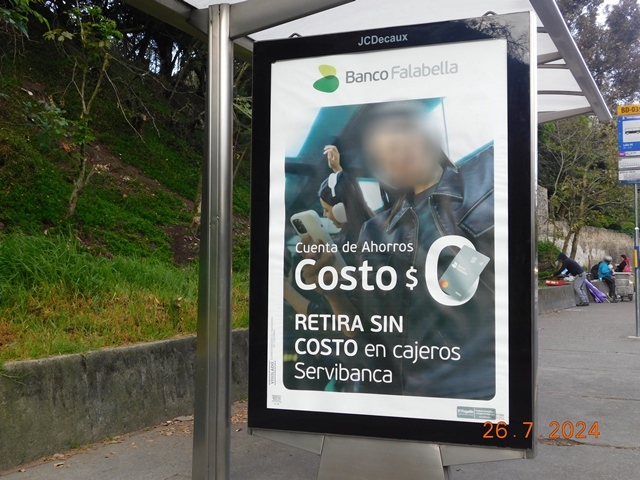 JCDecaux
Banco Falabella
Cuenta de Ahorros
Costo $ 0
RETIRA SIN
COSTO en cajeros
Servibanca
26.7.2024